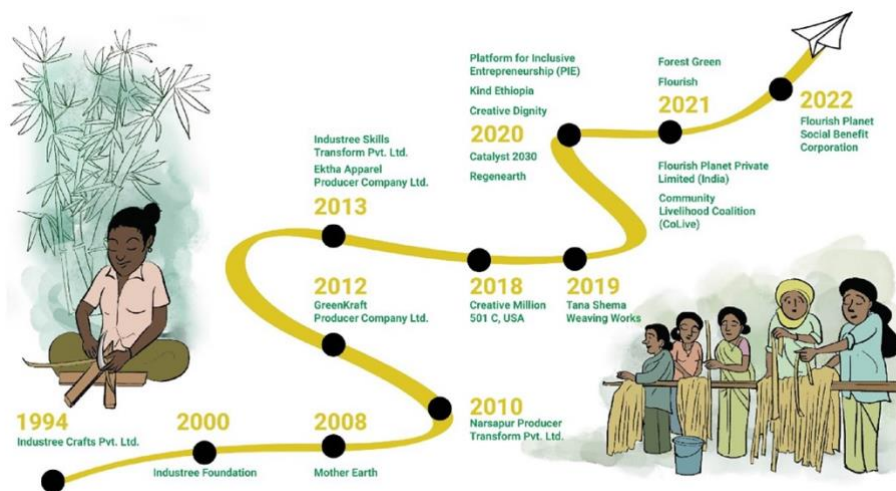 1994
Industree Crafts Pvt. Ltd.
2000
Industree Foundation
2008
Mother Earth
2010
Narsapur Producer
Transform Pvt. Ltd.
2012
GreenKraft
Producer Company Ltd.
Industree Skills
Transform Pvt. Ltd.
Ektha Apparel
Producer Company Ltd.
2013
2018
Creative Million
501 C, USA
2019
Tana Shema
Weaving Works
Platform for Inclusive
Entrepreneurship (PIE)
Kind Ethiopia
Creative Dignity
2020
Catalyst 2030
Regenearth
Forest Green
Flourish
2021
Flourish Planet Private
Limited (India)
Community
Livelihood Coalition
(CoLive)
2022
Flourish Planet
Social Benefit
Corporation